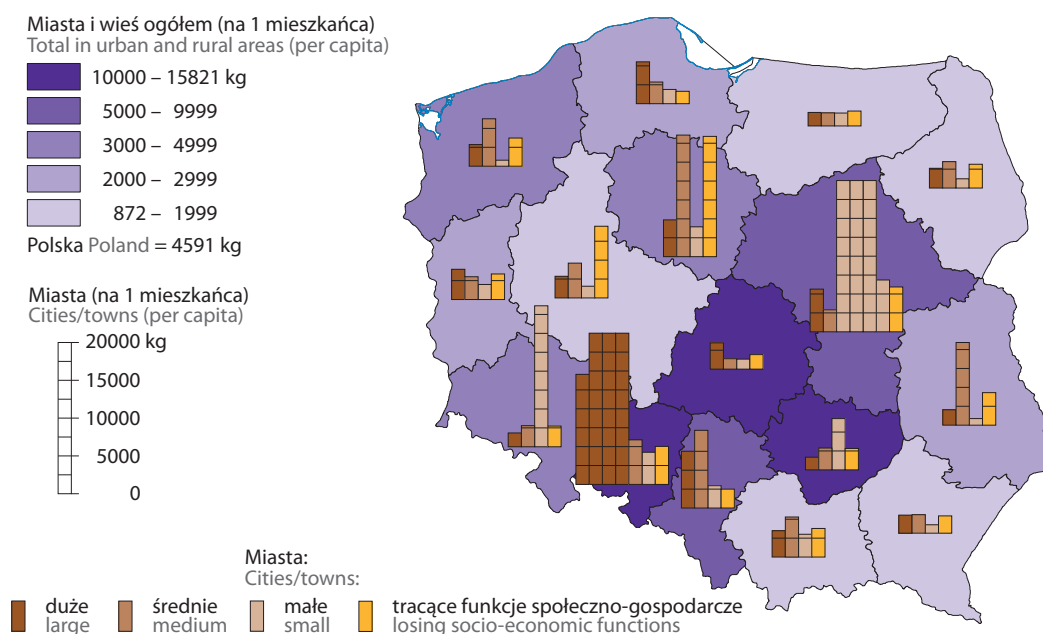 Miasta i wieś ogółem (na 1 mieszkańca)
Total in urban and rural areas (per capita)
10000 – 15821 kg
5000 – 9999
3000 – 4999
2000 – 2999
872 – 1999
Polska Poland = 4591 kg
Miasta (na 1 mieszkańca)
Cities/towns (per capita)
20000 kg
15000
10000
5000
0
Miasta:
Cities/towns:
duże
large
średnie
medium
małe
small
tracące funkcje społeczno-gospodarcze
losing socio-economic functions